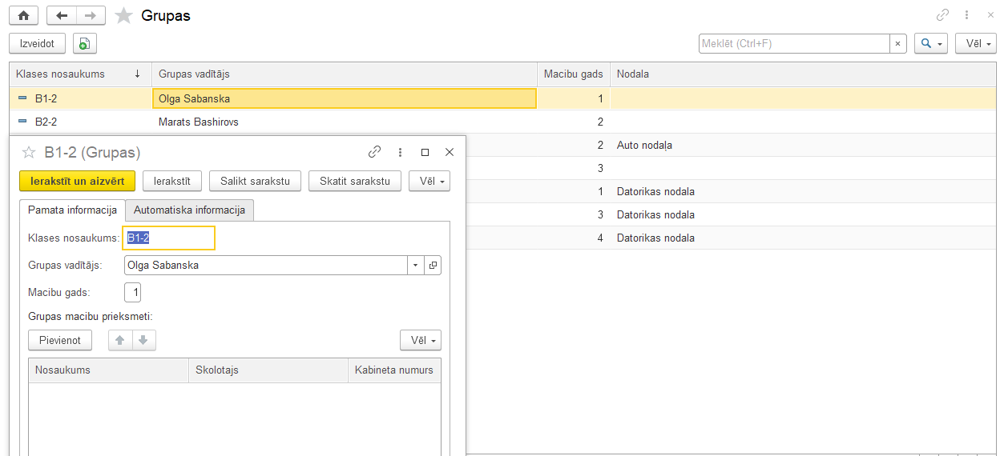 Grupas
Izveidot
Meklēt (Ctrl+F)
×
Vēl
Klases nosaukums ↓ Grupas vadītājs Macibu gads Nodala
B1-2 Olga Sabanska 1
B2-2 Marats Bashirovs 2
2 Auto nodaļa
3
1 Datorikas nodala
3 Datorikas nodala
4 Datorikas nodala
B1-2 (Grupas)
Ierakstīt un aizvērt Ierakstīt Salikt sarakstu Skatit sarakstu Vēl
Pamata informacija Automatiska informacija
Klases nosaukums: B1-2
Grupas vadītājs: Olga Sabanska
Macibu gads: 1
Grupas macibu prieksmeti:
Pievienot Vēl
Nosaukums Skolotajs Kabineta numurs